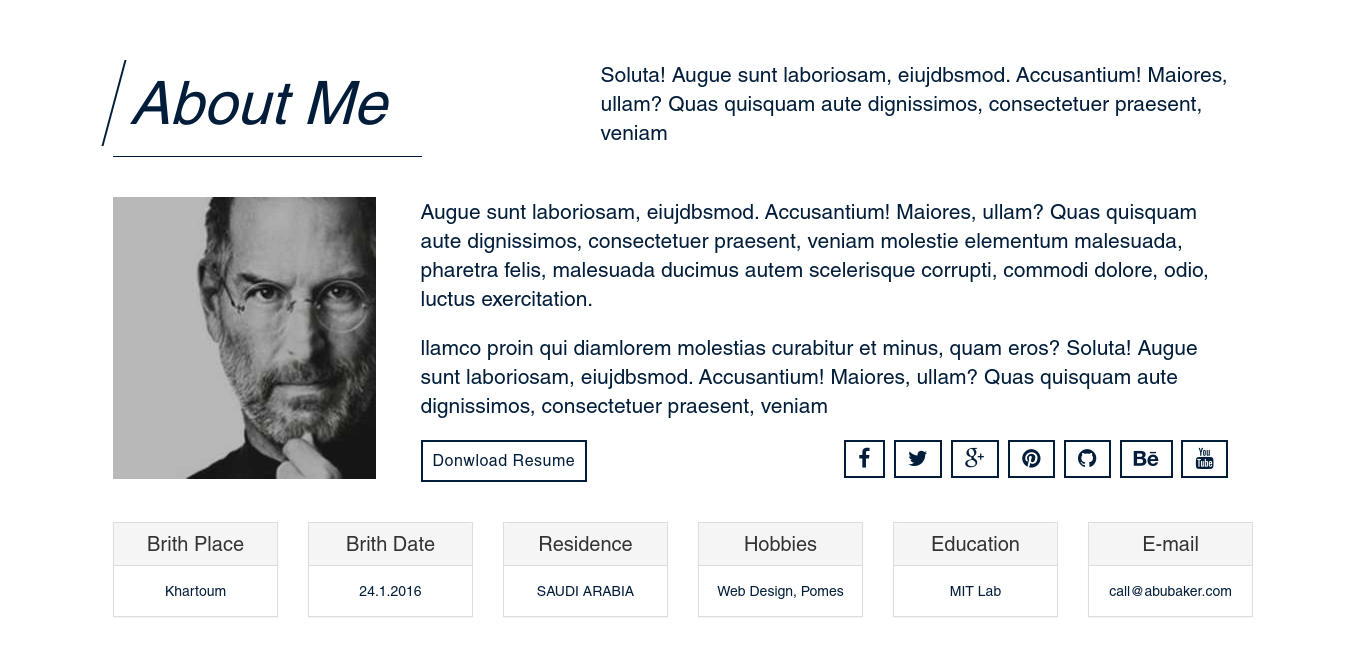 About Me
Soluta! Augue sunt laboriosam, eiujdbsmod. Accusantium! Maiores,
ullam? Quas quisquam aute dignissimos, consectetuer praesent,
veniam
Augue sunt laboriosam, eiujdbsmod. Accusantium! Maiores, ullam? Quas quisquam
aute dignissimos, consectetuer praesent, veniam molestie elementum malesuada,
pharetra felis, malesuada ducimus autem scelerisque corrupti, commodi dolore, odio,
luctus exercitation.
llamco proin qui diamlorem molestias curabitur et minus, quam eros? Soluta! Augue
sunt laboriosam, eiujdbsmod. Accusantium! Maiores, ullam? Quas quisquam aute
dignissimos, consectetuer praesent, veniam
Donwload Resume
f g+ Bē You
Tube
Brith Place Brith Date Residence Hobbies Education E-mail
Khartoum 24.1.2016 SAUDI ARABIA Web Design, Pomes MIT Lab call@abubaker.com